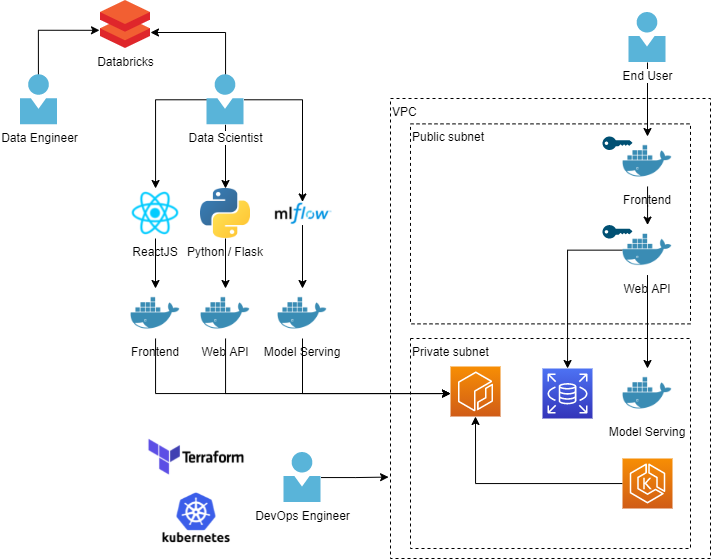 Databricks
End User
Data Engineer
Data Scientist
VPC
Public subnet
mlflow
Frontend
ReactJS
Python / Flask
Web API
Frontend
Web API
Model Serving
Private subnet
Model Serving
Terraform
K
DevOps Engineer
kubernetes